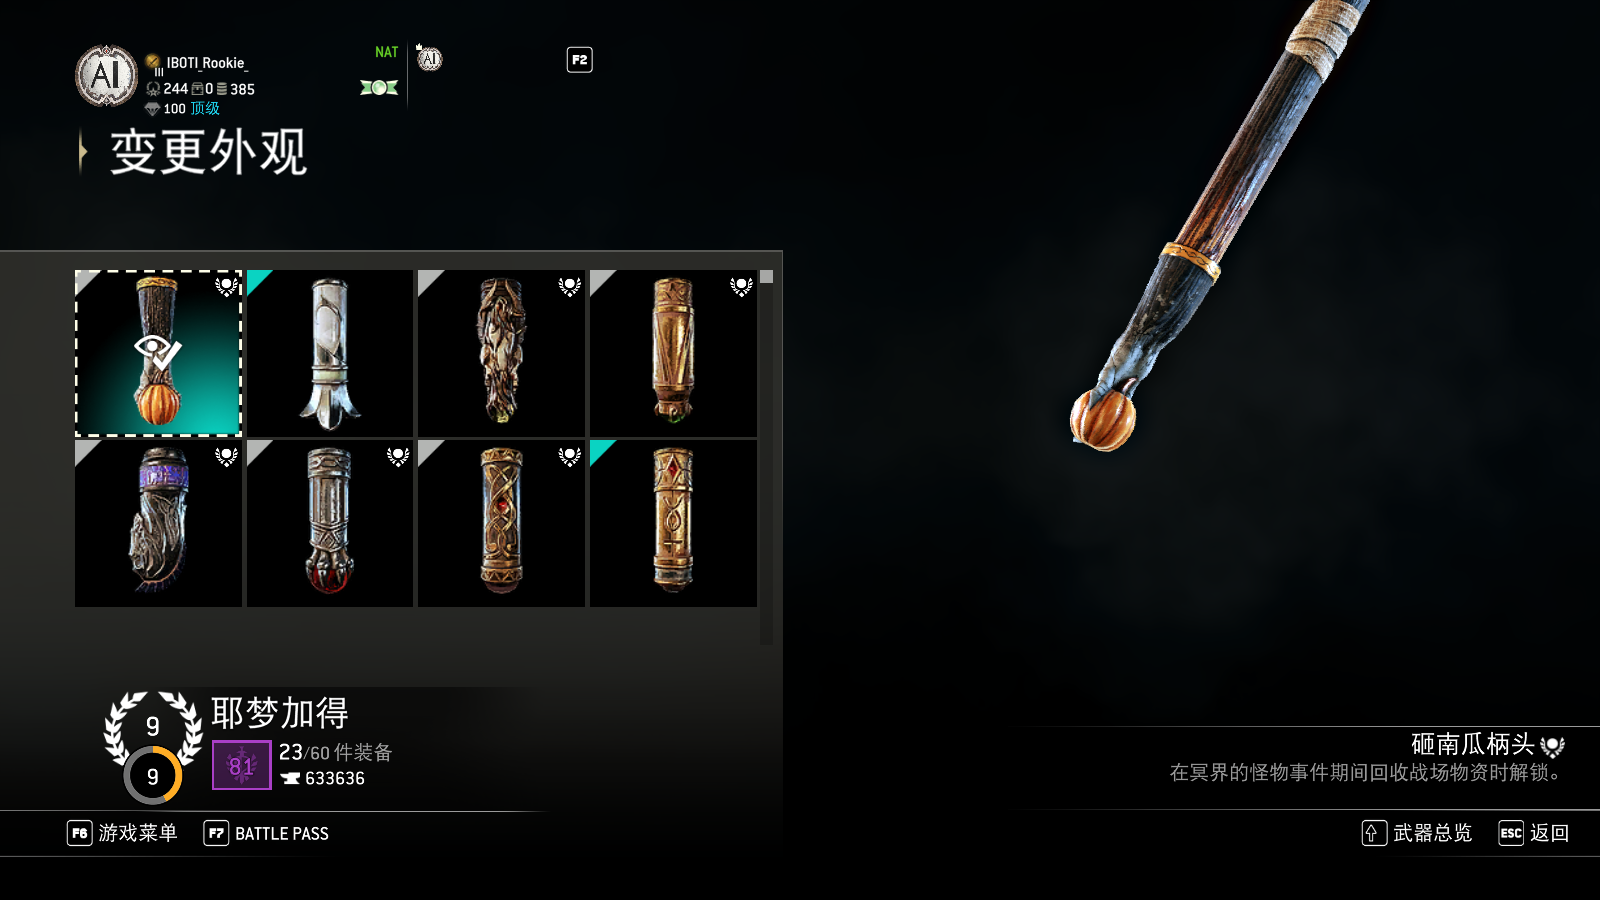 AI
IBOTI_Rookie_
III
244 0 385
100 顶级
NAT
AI
F2
变更外观
9
9
耶梦加得
81
23/60 件装备
633636
砸南瓜柄头
在冥界的怪物事件期间回收战场物资时解锁。
F6 游戏菜单 F7 BATTLE PASS
武器总览 ESC 返回